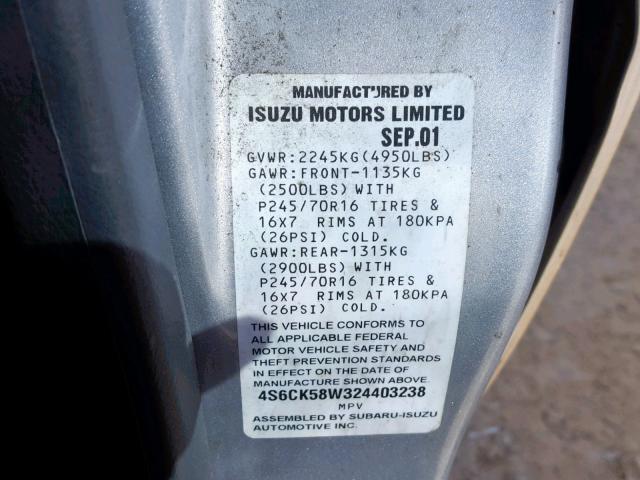 MANUFACTURED BY
ISUZU MOTORS LIMITED
SEP.01
GVWR:2245KG(4950LBS)
GAWR:FRONT-1135KG
(2500LBS) WITH
P245/70R16 TIRES &
16X7 RIMS AT 180KPA
(26PSI) COLD.
GAWR:REAR-1315KG
(2900LBS) WITH
P245/70R16 TIRES &
16X7 RIMS AT 180KPA
(26PSI) COLD.
THIS VEHICLE CONFORMS TO
ALL APPLICABLE FEDERAL
MOTOR VEHICLE SAFETY AND
THEFT PREVENTION STANDARDS
IN EFFECT ON THE DATE OF
MANUFACTURE SHOWN ABOVE.
4S6CK58W324403238
MPV
ASSEMBLED BY SUBARU-ISUZU
AUTOMOTIVE INC.